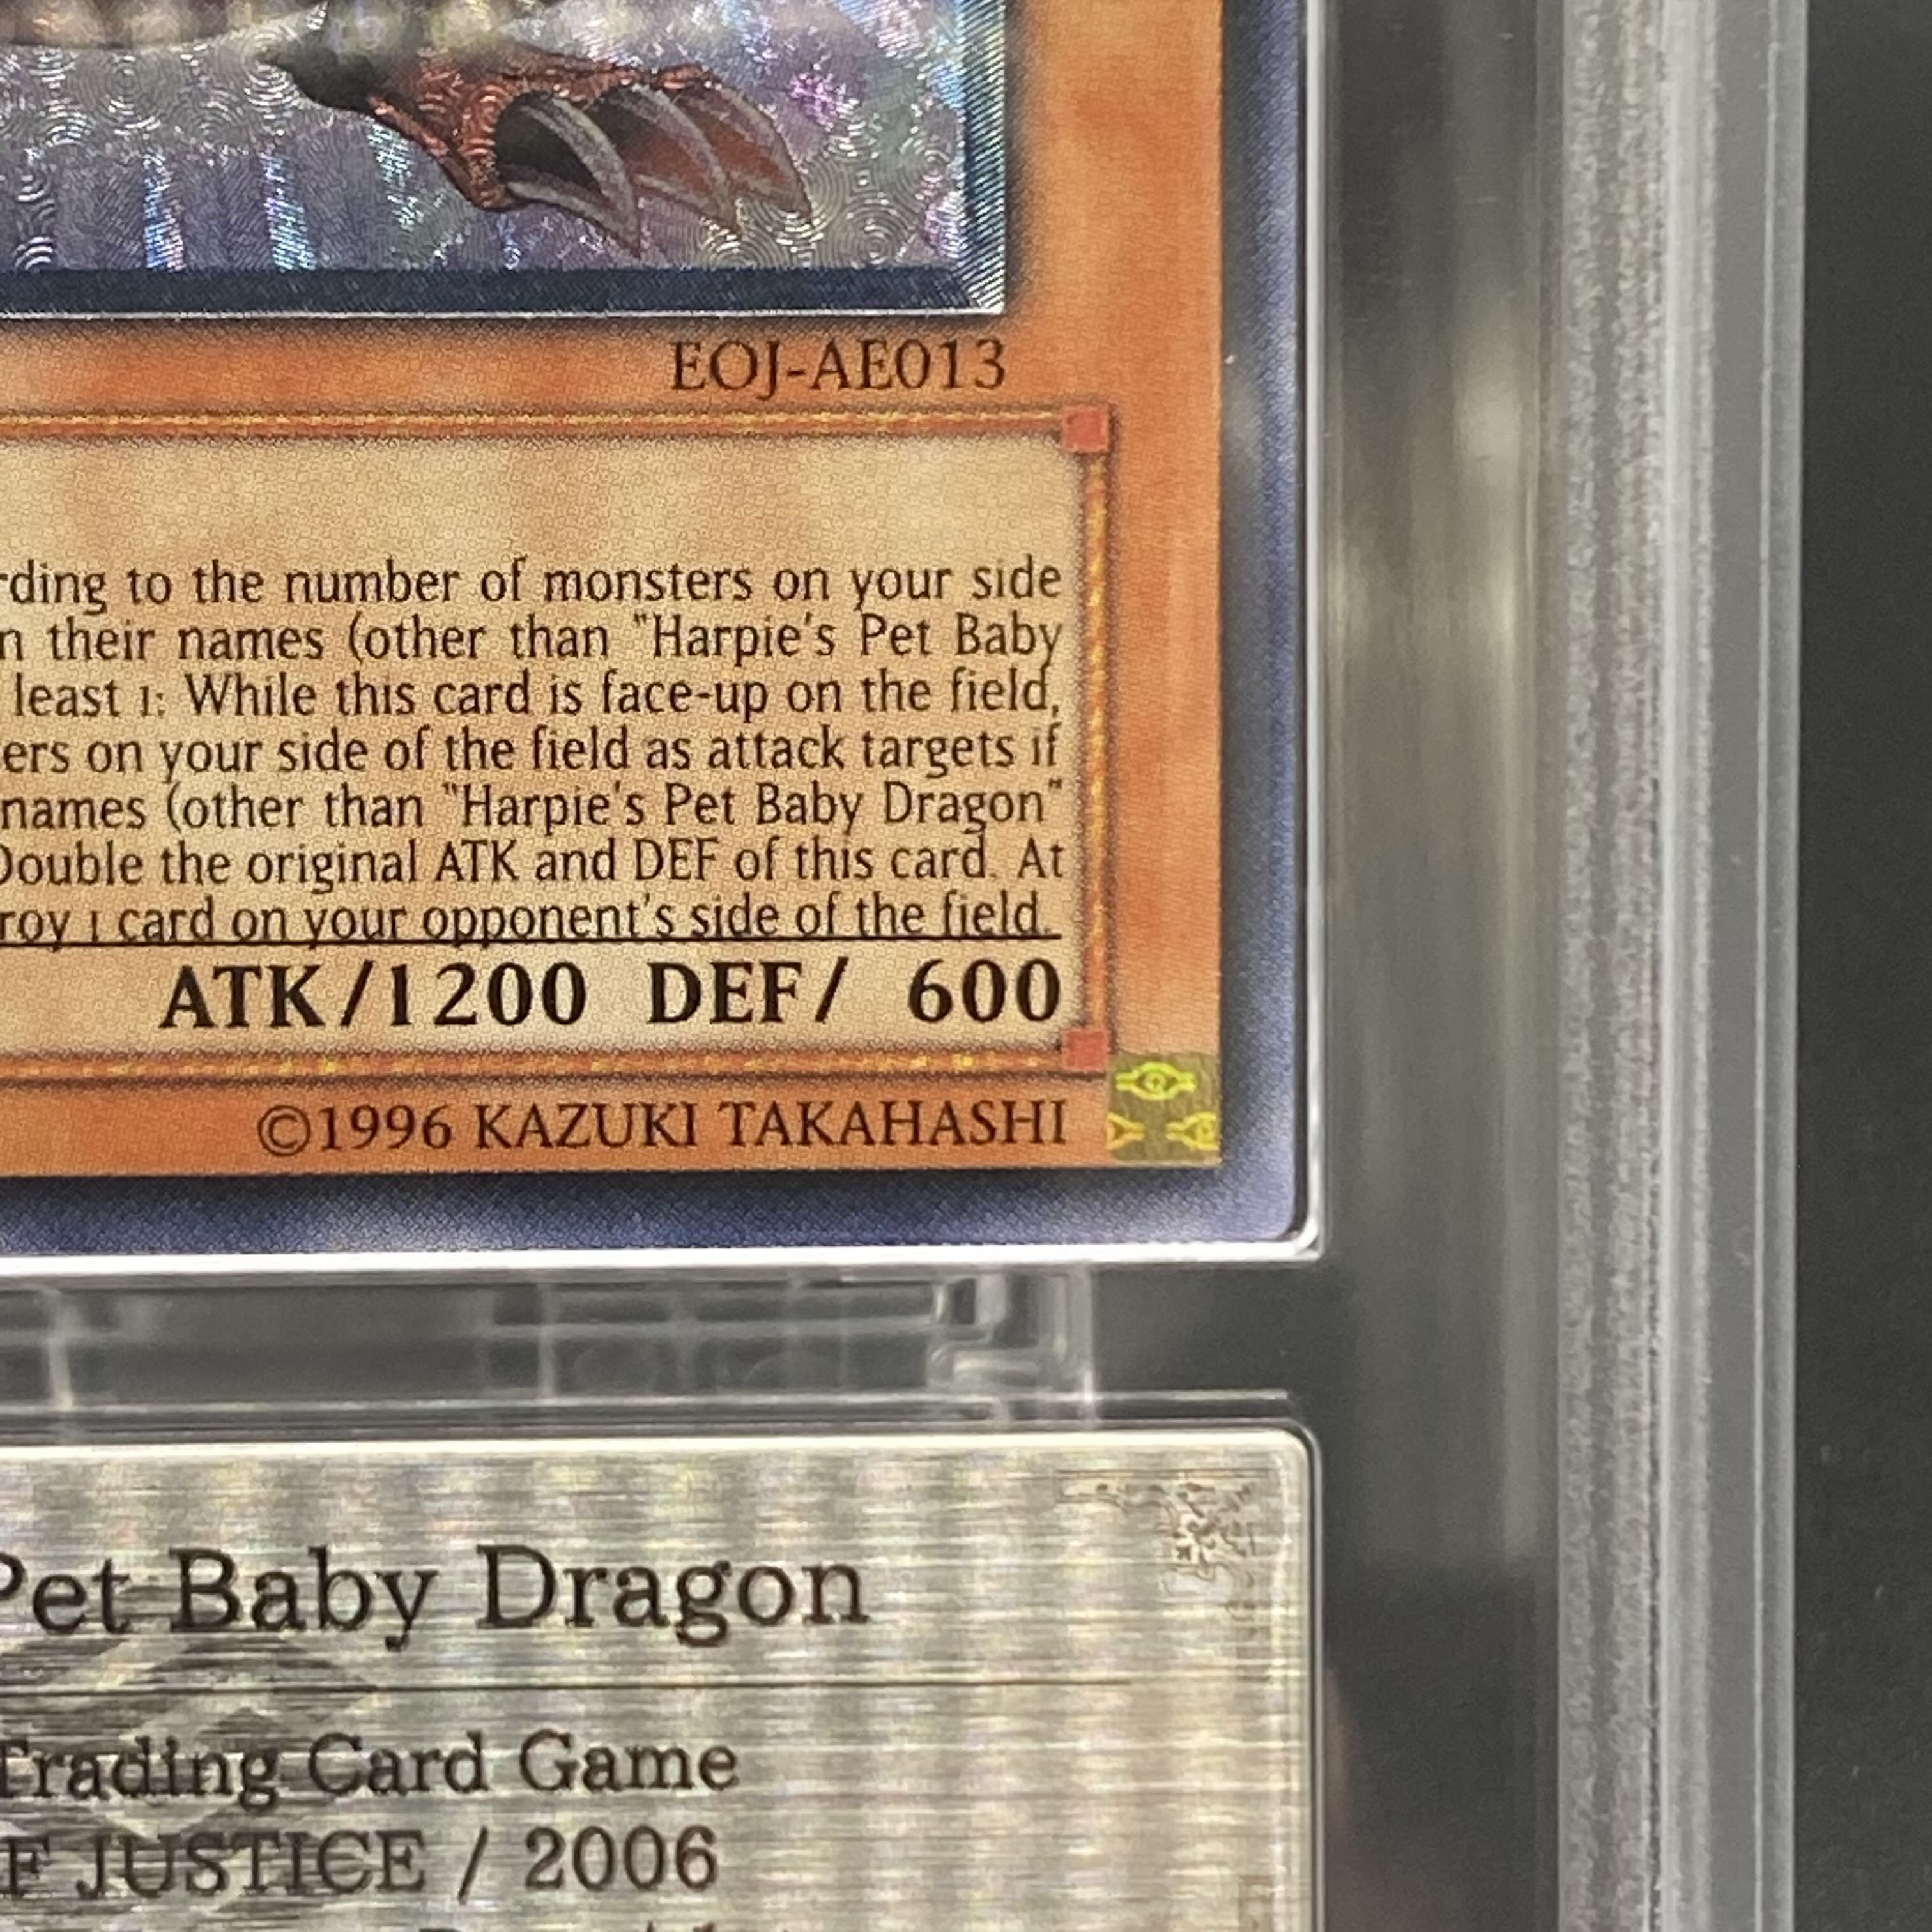 EOJ-AE013
rding to the number of monsters on your side
n their names (other than "Harpie's Pet Baby
least 1: While this card is face-up on the field,
ers on your side of the field as attack targets if
names (other than "Harpie's Pet Baby Dragon"
Double the original ATK and DEF of this card. At
roy 1 card on your opponent's side of the field.
ATK/1200 DEF/ 600
©1996 KAZUKI TAKAHASHI
Pet Baby Dragon
Trading Card Game
F JUSTICE / 2006